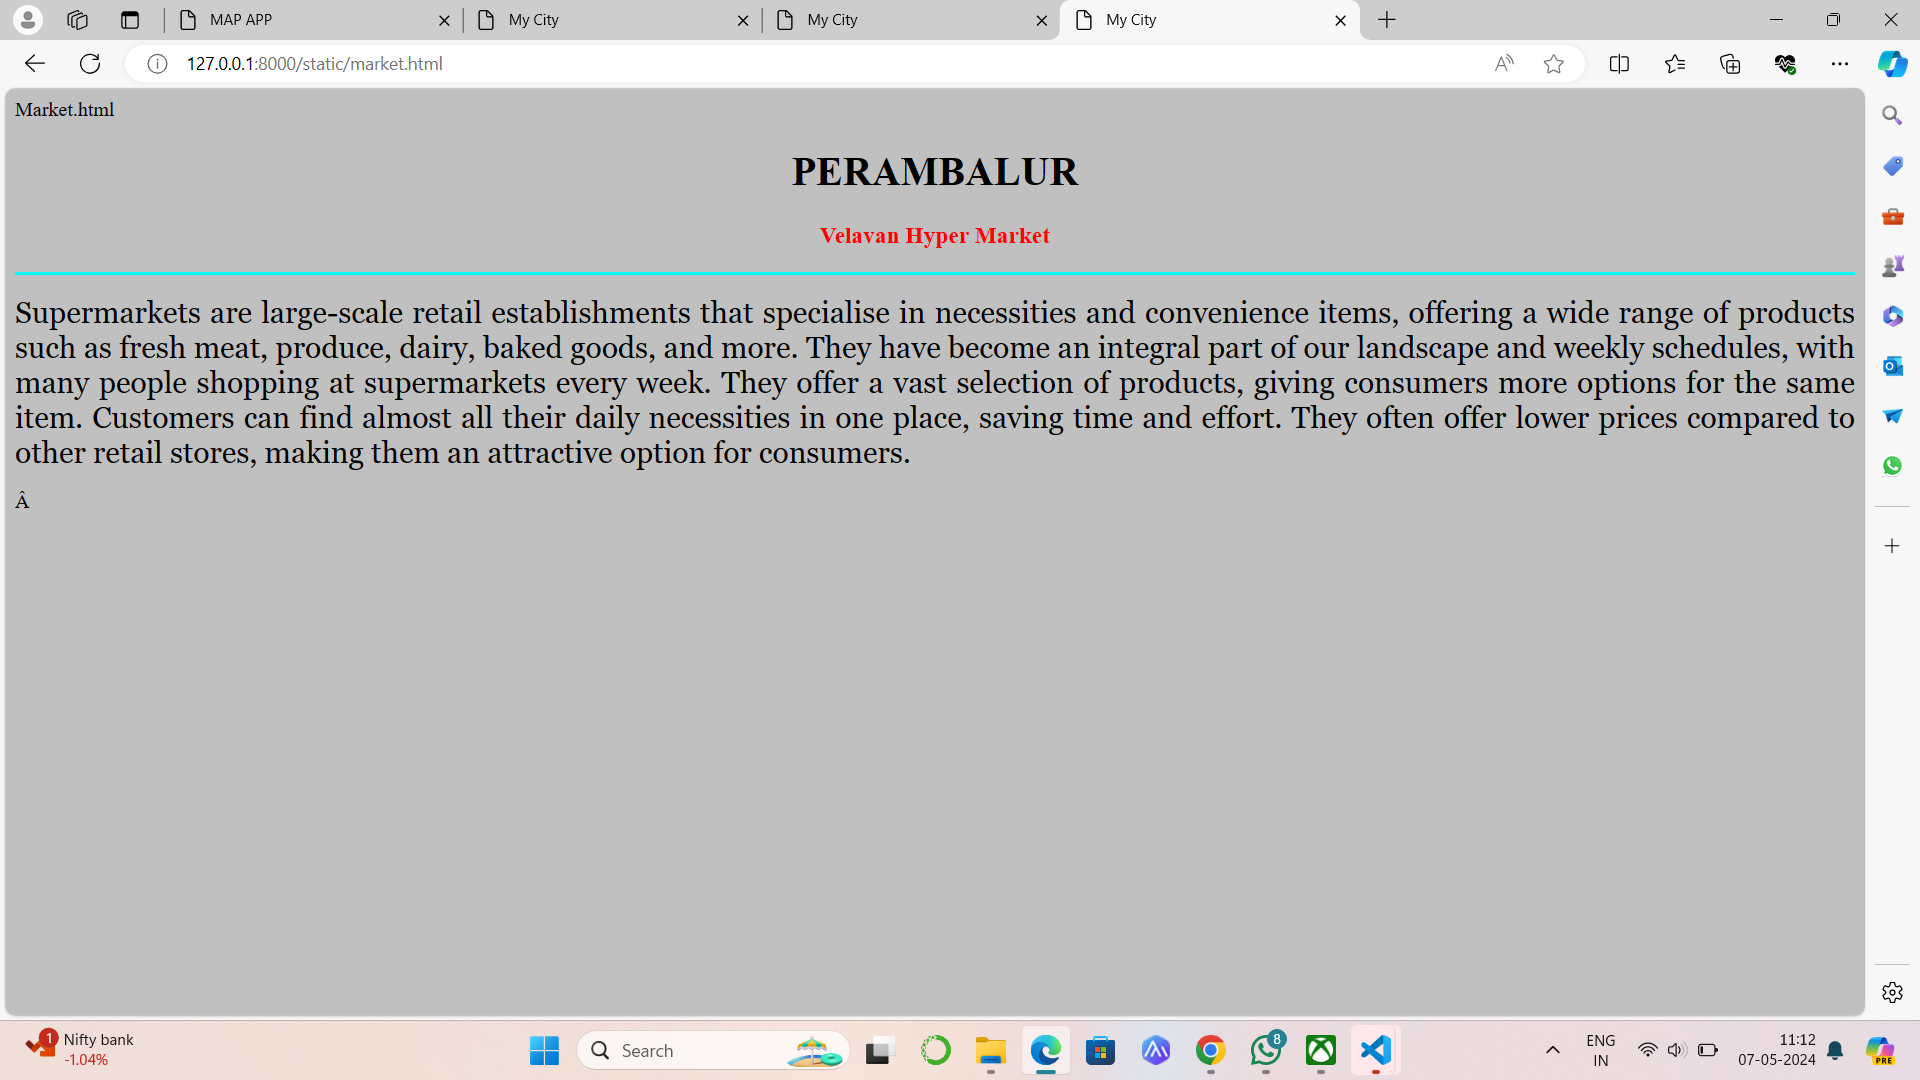 MAP APP
My City
My City
My City
127.0.0.1:8000/static/market.html
Market.html
PERAMBALUR
Velavan Hyper Market
Supermarkets are large-scale retail establishments that specialise in necessities and convenience items, offering a wide range of products
such as fresh meat, produce, dairy, baked goods, and more. They have become an integral part of our landscape and weekly schedules, with
many people shopping at supermarkets every week. They offer a vast selection of products, giving consumers more options for the same
item. Customers can find almost all their daily necessities in one place, saving time and effort. They often offer lower prices compared to
other retail stores, making them an attractive option for consumers.
Â
1
Nifty bank
-1.04%
Search
8
ENG
IN
11:12
07-05-2024
PRE